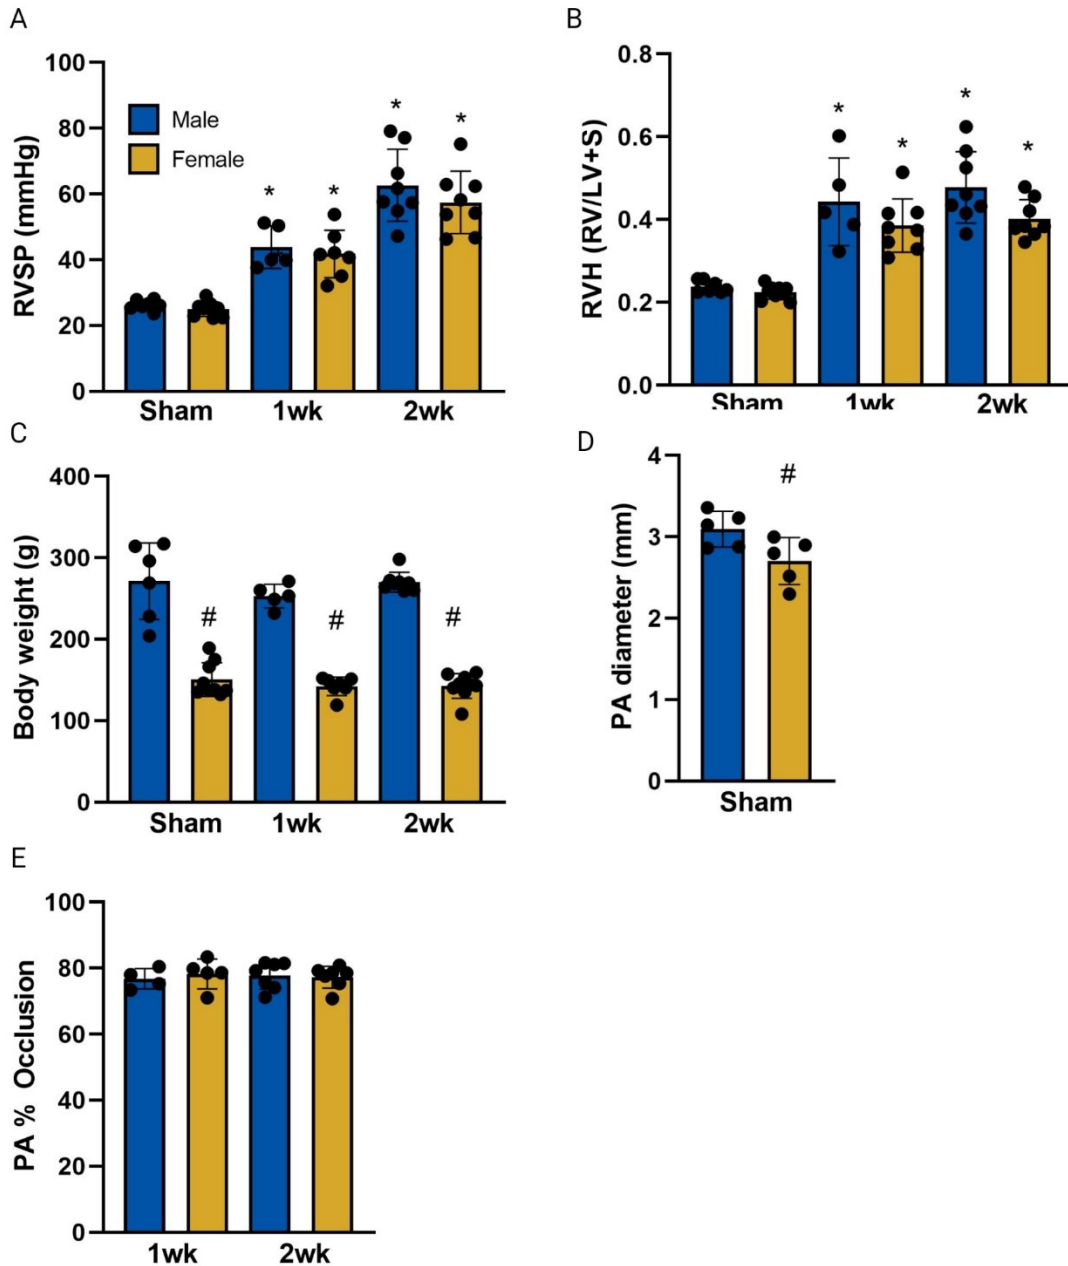 A
RVSP (mmHg)
100
80
60
40
20
0
Male
Female
*
*
*
*
Sham
1wk
2wk
B
RVH (RV/LV+S)
0.8
0.6
0.4
0.2
0.0
*
*
*
*
Sham
1wk
2wk
C
Body weight (g)
400
300
200
100
0
#
#
#
Sham
1wk
2wk
D
PA diameter (mm)
4
3
2
1
0
#
Sham
E
PA % Occlusion
100
80
60
40
20
0
1wk
2wk